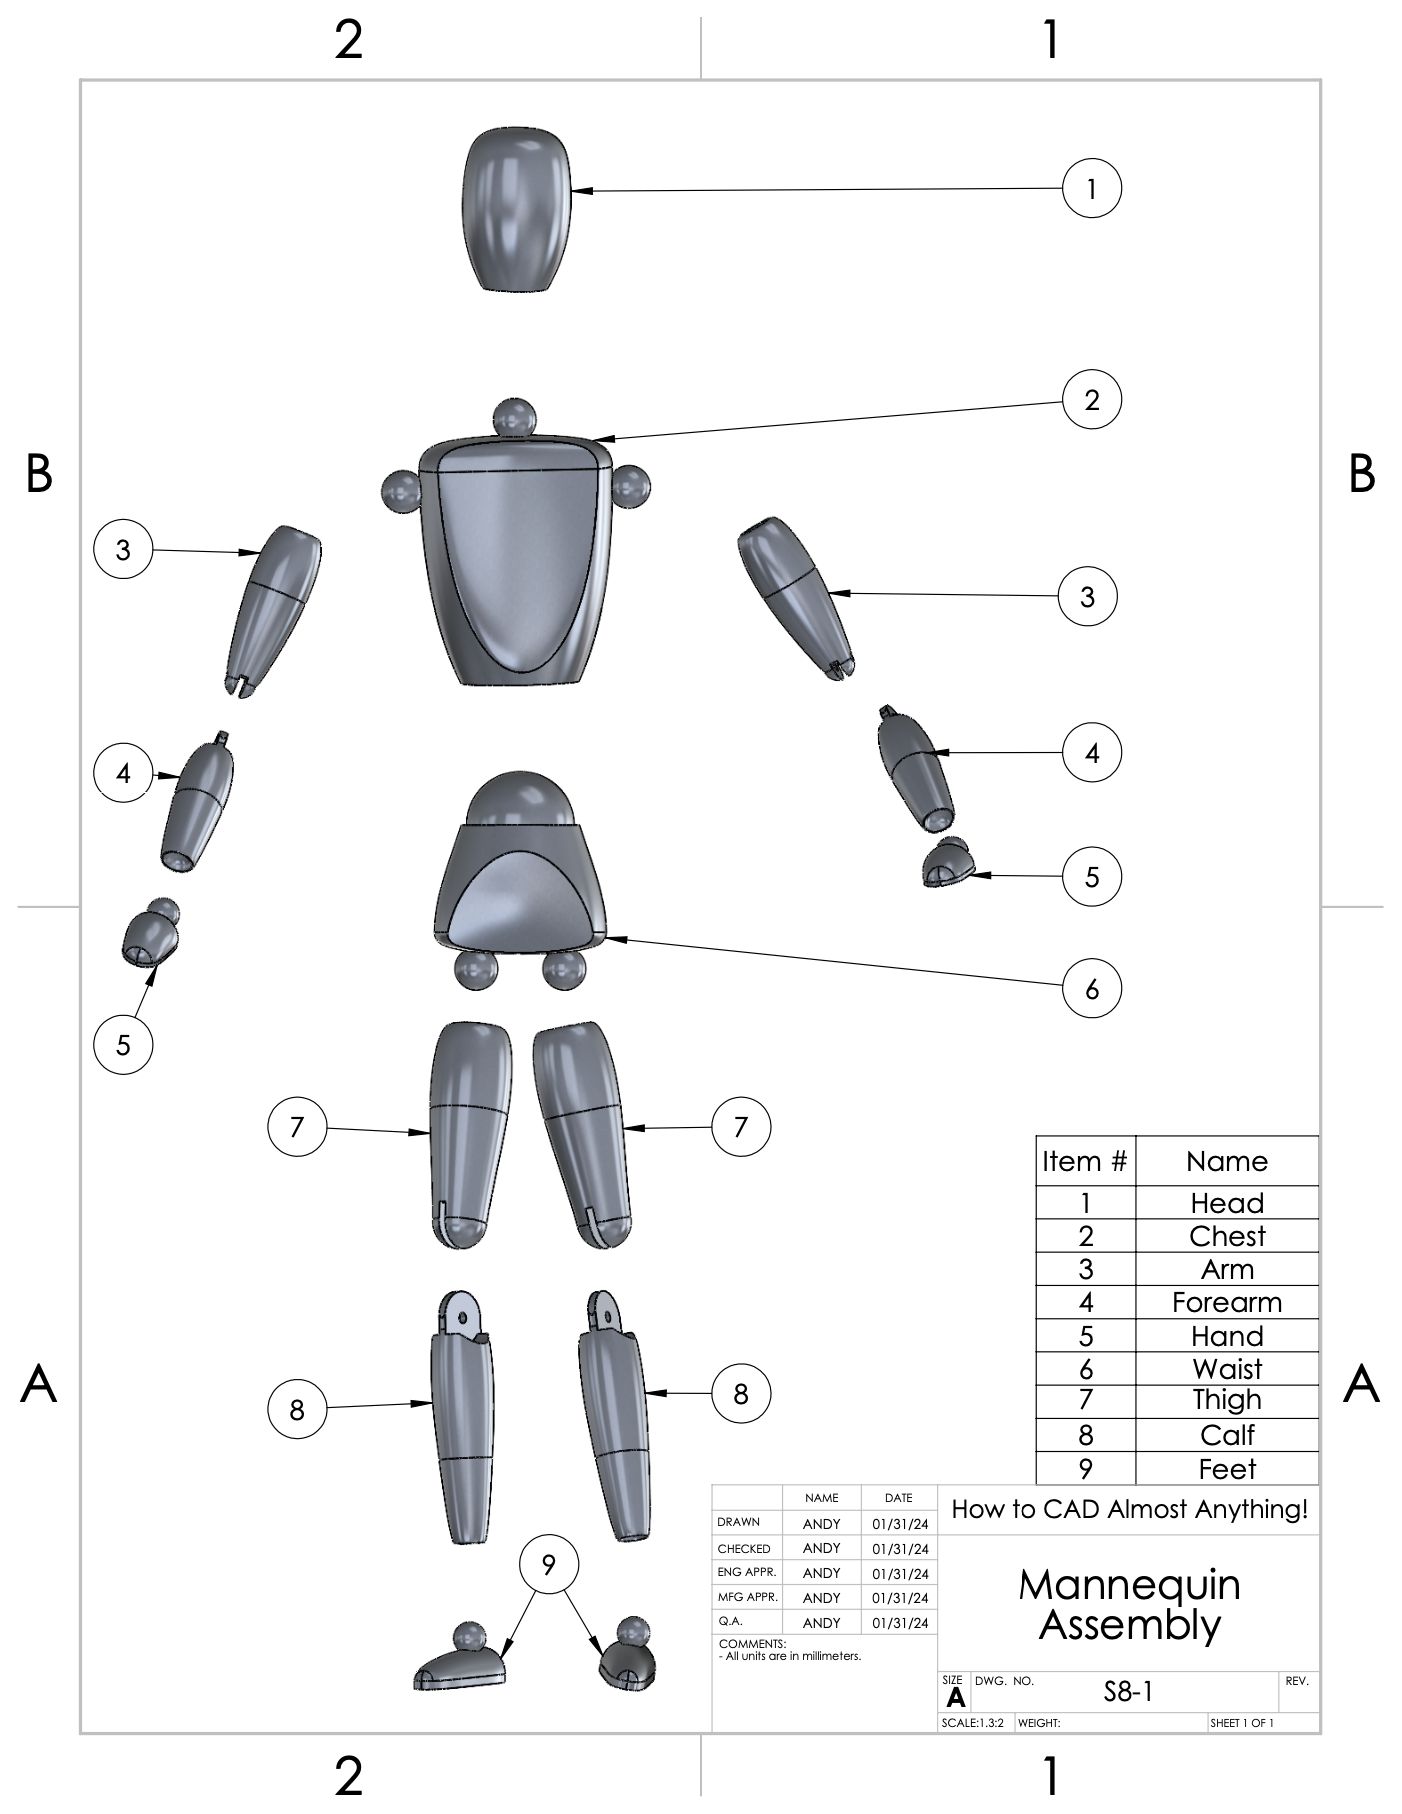 2 1
1
2
B B
3
3
4
4
5
6
5
7 7
Item # Name
1 Head
2 Chest
3 Arm
4 Forearm
5 Hand
6 Waist
7 Thigh
8 Calf
9 Feet
A A
8 8
9
NAME DATE
DRAWN ANDY 01/31/24
CHECKED ANDY 01/31/24
ENG APPR. ANDY 01/31/24
MFG APPR. ANDY 01/31/24
Q.A. ANDY 01/31/24
COMMENTS:
- All units are in millimeters.
How to CAD Almost Anything!
Mannequin
Assembly
SIZE DWG. NO. REV.
A S8-1
SCALE:1.3:2 WEIGHT: SHEET 1 OF 1
2 1